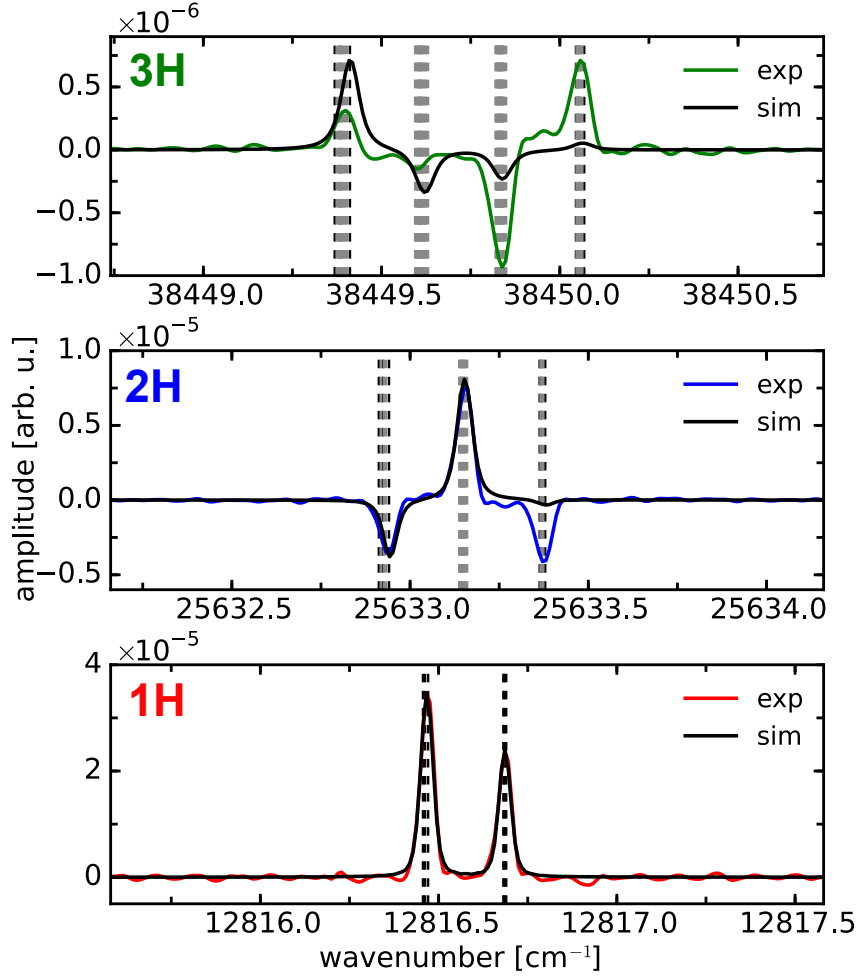 ×10⁻⁶
3H
exp
sim
0.5
0.0
−0.5
−1.0
38449.0 38449.5 38450.0 38450.5
×10⁻⁵
2H
exp
sim
1.0
0.5
0.0
−0.5
25632.5 25633.0 25633.5 25634.0
amplitude [arb. u.]
×10⁻⁵
1H
exp
sim
4
2
0
12816.0 12816.5 12817.0 12817.5
wavenumber [cm⁻¹]